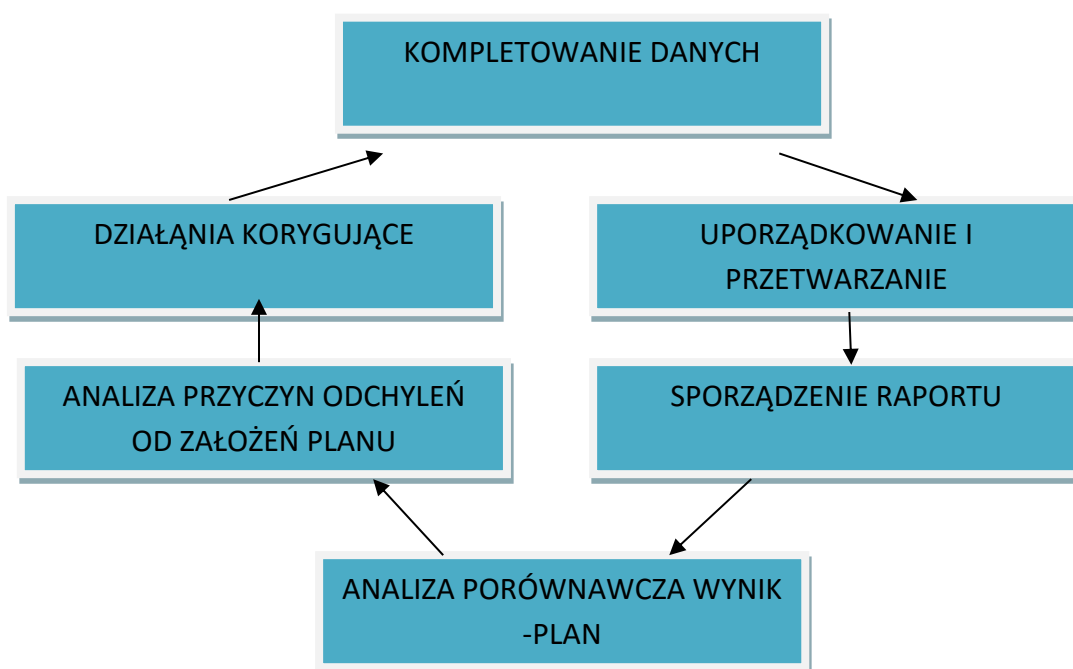 KOMPLETOWANIE DANYCH
DZIAŁĄNIA KORYGUJĄCE
UPORZĄDKOWANIE I
PRZETWARZANIE
ANALIZA PRZYCZYN ODCHYLEŃ
OD ZAŁOŻEŃ PLANU
SPORZĄDZENIE RAPORTU
ANALIZA PORÓWNAWCZA WYNIK
-PLAN